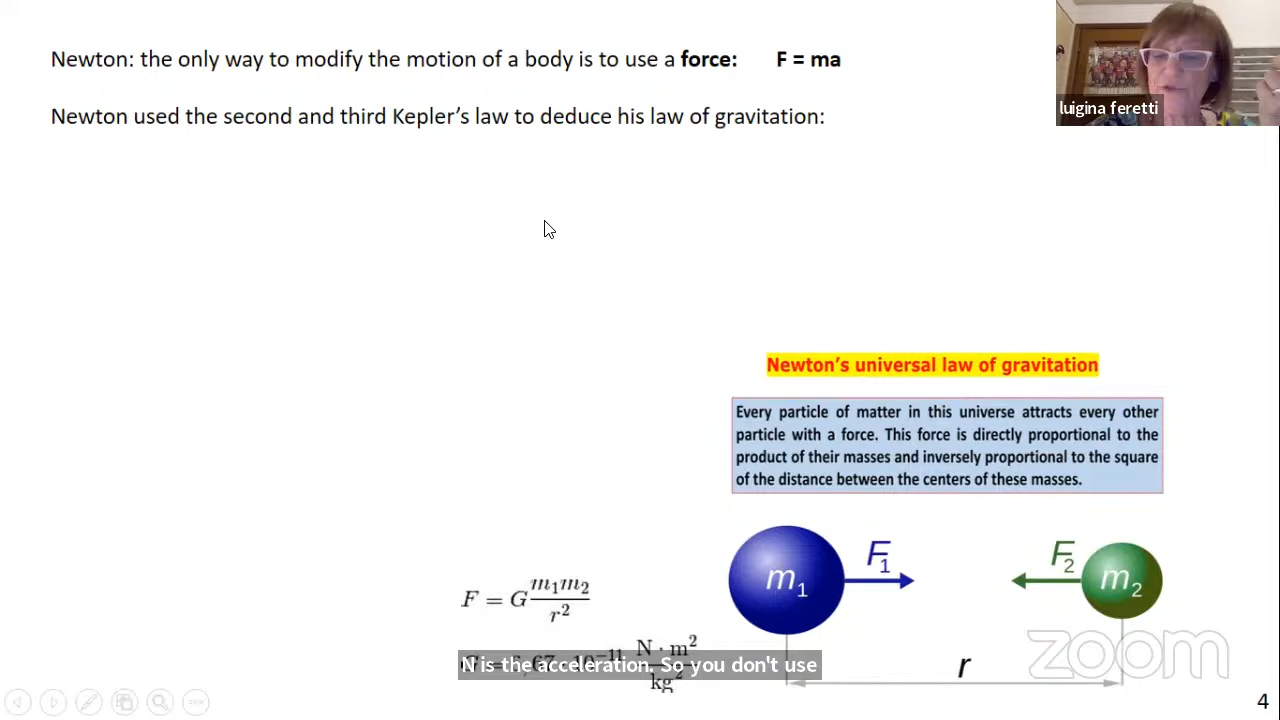 Newton: the only way to modify the motion of a body is to use a force: F = ma
luigina feretti
Newton used the second and third Kepler's law to deduce his law of gravitation:
Newton's universal law of gravitation
Every particle of matter in this universe attracts every other
particle with a force. This force is directly proportional to the
product of their masses and inversely proportional to the square
of the distance between the centers of these masses.
F₁
F₂
m₁
m₂
F = G m₁m₂ / r²
N · m² / kg²
N is the acceleration. So you don't use
r
zoom
4